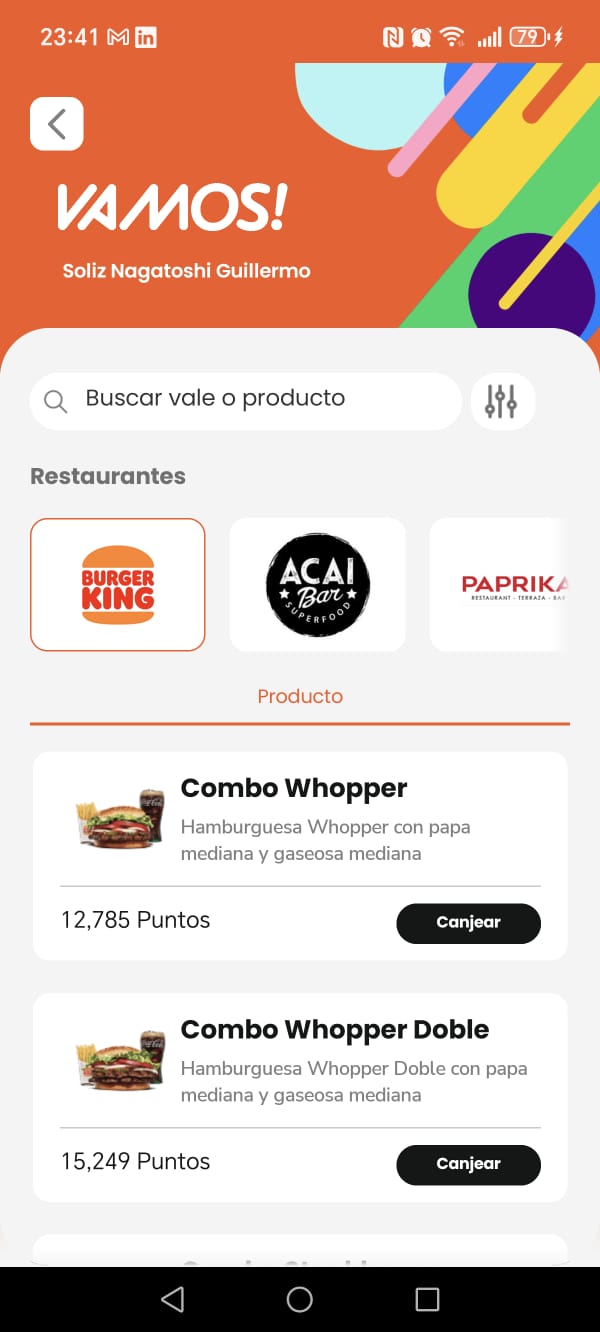 23:41
79
VAMOS!
Soliz Nagatoshi Guillermo
Buscar vale o producto
Restaurantes
BURGER
KING
ACAI
Bar
SUPERFOOD
PAPRIKA
RESTAURANT - TERRAZA - BAR
Producto
Combo Whopper
Hamburguesa Whopper con papa
mediana y gaseosa mediana
12,785 Puntos
Canjear
Combo Whopper Doble
Hamburguesa Whopper Doble con papa
mediana y gaseosa mediana
15,249 Puntos
Canjear